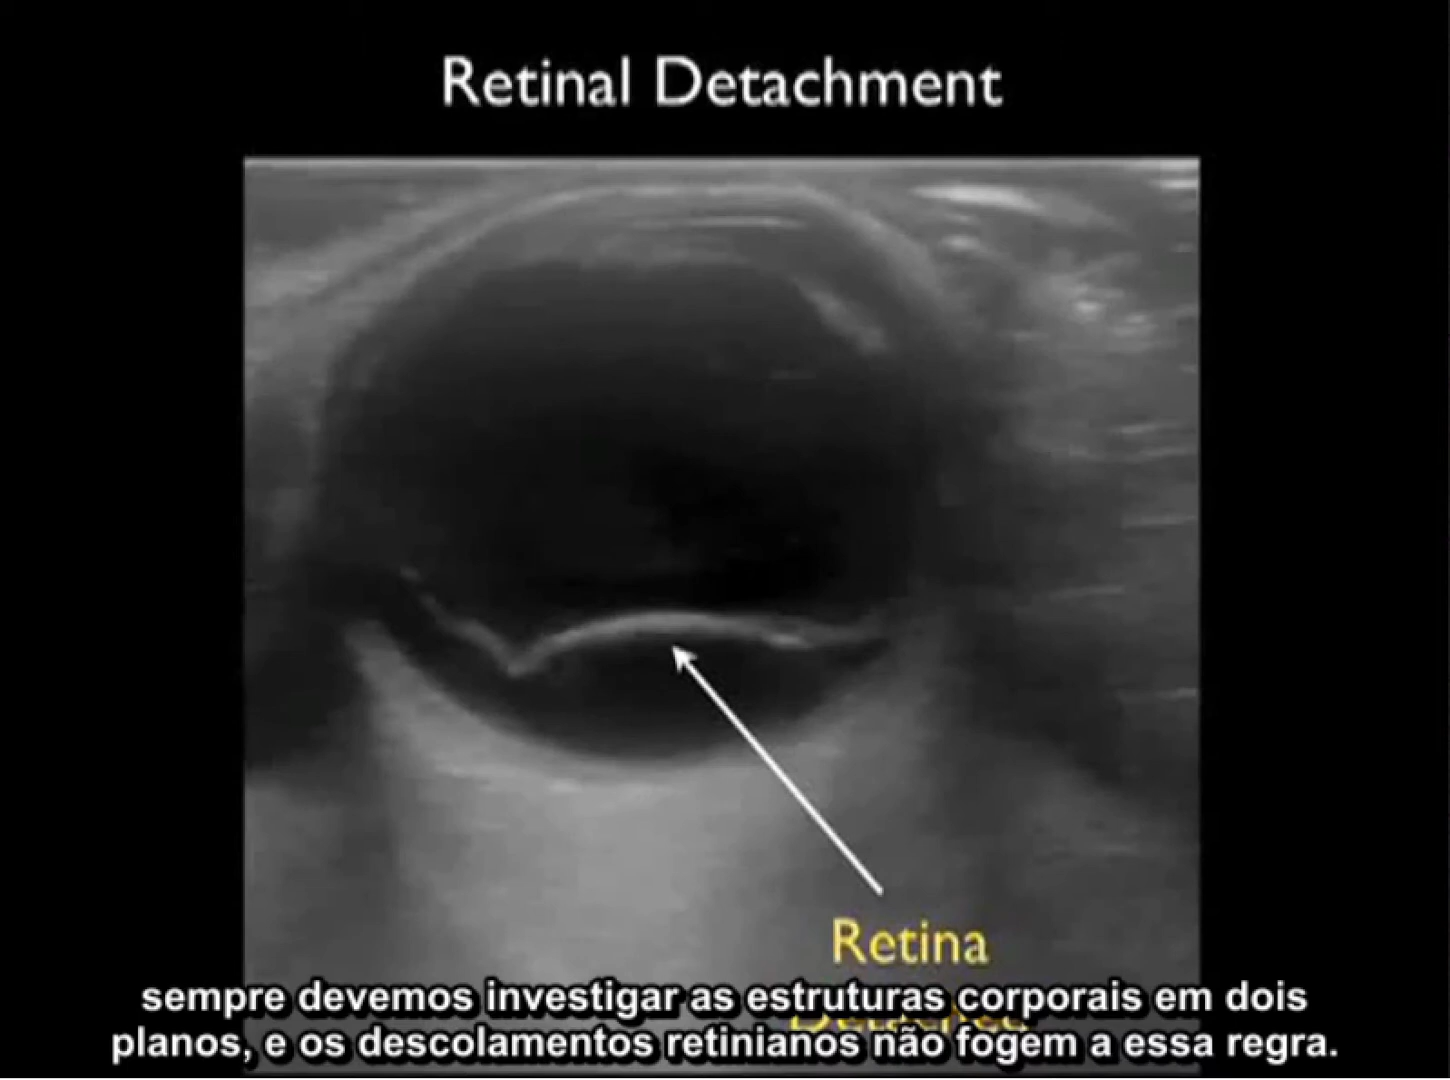 Retinal Detachment
Retina
Detached
sempre devemos investigar as estruturas corporais em dois
planos, e os descolamentos retinianos não fogem a essa regra.